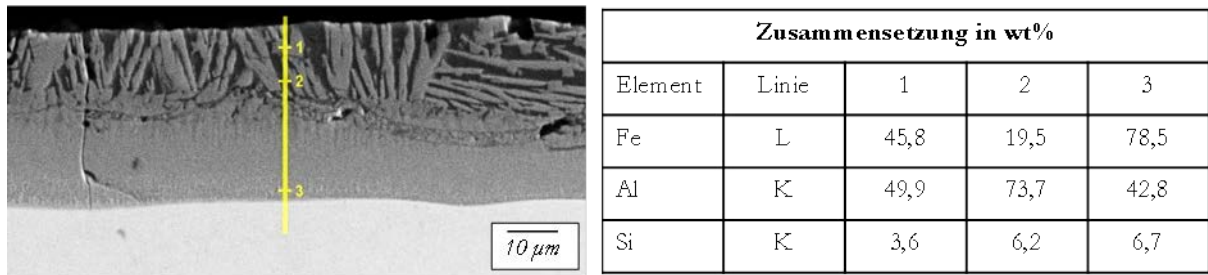 1
2
3
10 µm
Zusammensetzung in wt%
Element Linie 1 2 3
Fe L 45,8 19,5 78,5
Al K 49,9 73,7 42,8
Si K 3,6 6,2 6,7